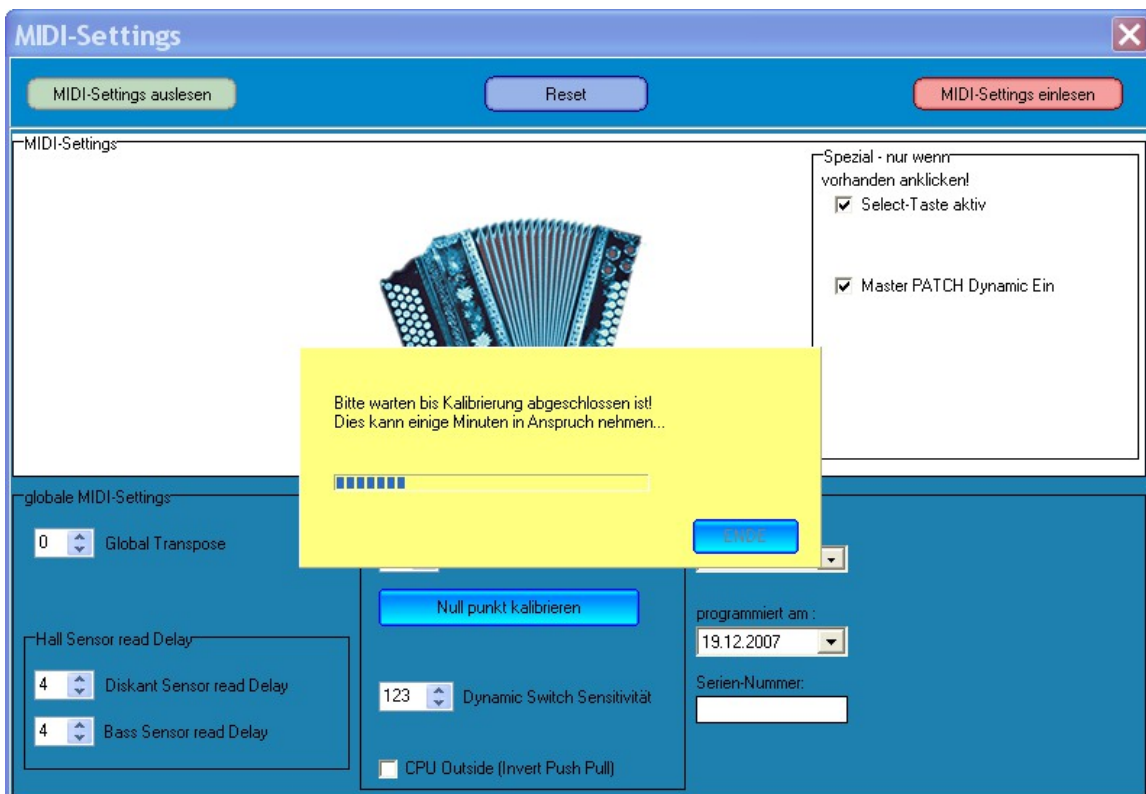 MIDI-Settings
MIDI-Settings auslesen
Reset
MIDI-Settings einlesen
MIDI-Settings
Spezial - nur wenn
vorhanden anklicken!
Select-Taste aktiv
Master PATCH Dynamic Ein
Bitte warten bis Kalibrierung abgeschlossen ist!
Dies kann einige Minuten in Anspruch nehmen...
ENDE
globale MIDI-Settings
0 Global Transpose
Hall Sensor read Delay
4 Diskant Sensor read Delay
4 Bass Sensor read Delay
Null punkt kalibrieren
123 Dynamic Switch Sensitivität
CPU Outside (Invert Push Pull)
programmiert am :
19.12.2007
Serien-Nummer: